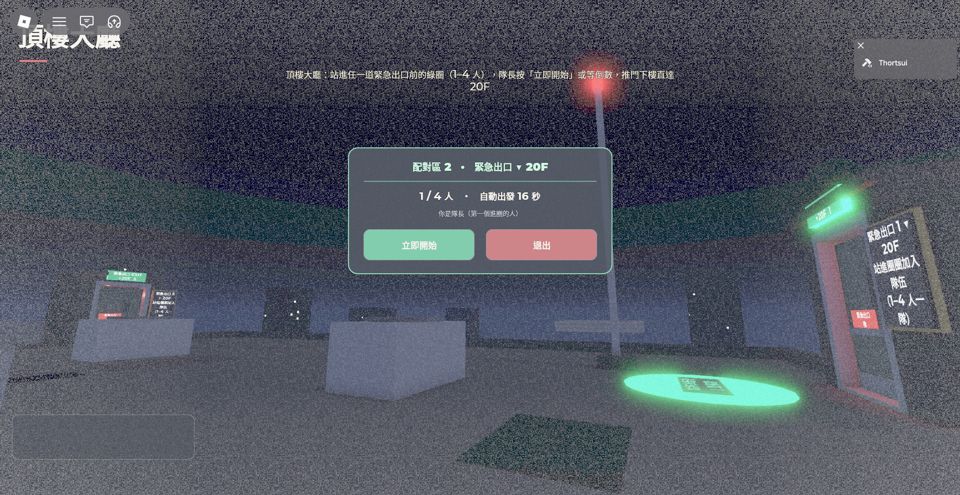 頂樓大廳
Thortsui
頂樓大廳：站進任一道緊急出口前的綠圈（1–4 人），隊長按「立即開始」或等倒數，推門下樓直達
20F
配對區 2 • 緊急出口 ▼ 20F
1 / 4 人 • 自動出發 16 秒
你是隊長（第一個進圈的人）
立即開始
退出
緊急出口 1 ▼
20F
站進圈圈加入
隊伍
（1–4 人一
隊）